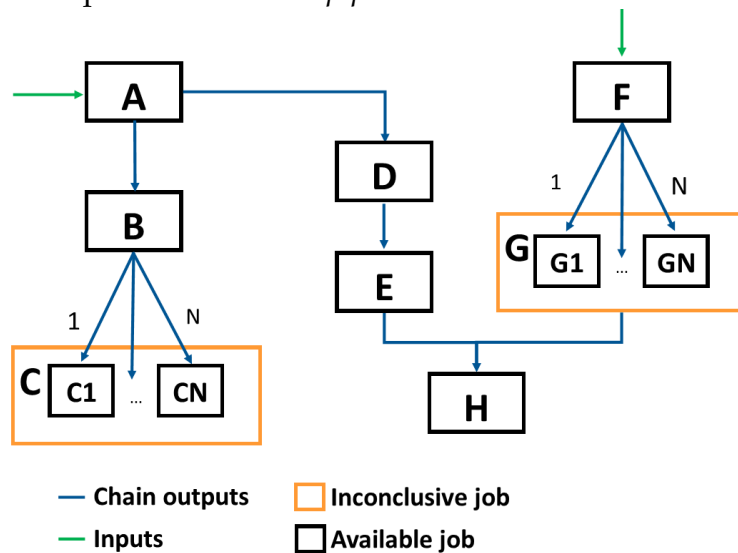 A
F
D
1
N
B
G
G1
...
GN
E
1
N
C
C1
...
CN
H
Chain outputs
Inconclusive job
Inputs
Available job